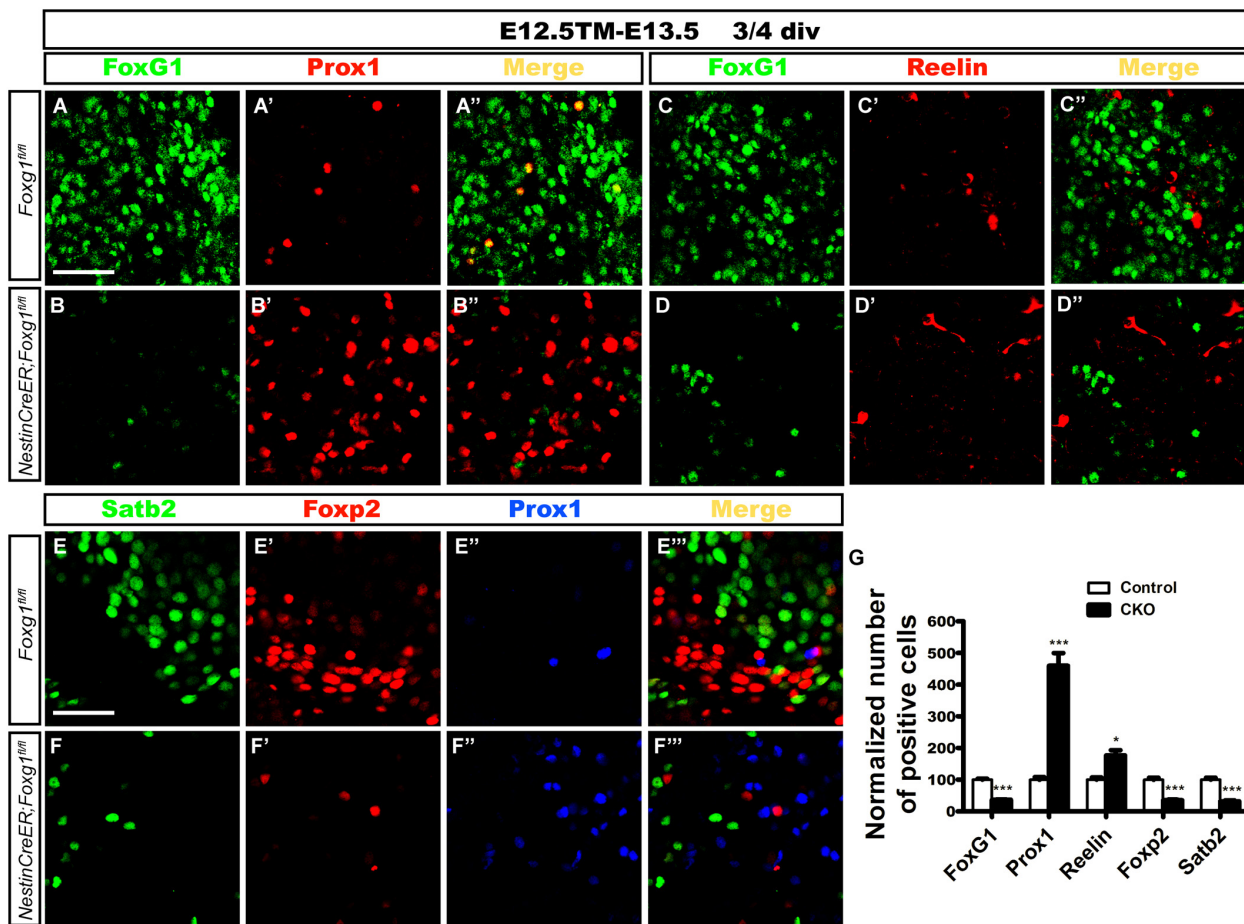 E12.5TM-E13.5 3/4 div
FoxG1 Prox1 Merge FoxG1 Reelin Merge
Foxg1fl/fl
A A' A'' C C' C''
NestinCreER;Foxg1fl/fl
B B' B'' D D' D''
Satb2 Foxp2 Prox1 Merge
Foxg1fl/fl
E E' E'' E'''
NestinCreER;Foxg1fl/fl
F F' F'' F'''
G
Control
CKO
Normalized number
of positive cells
600
500
400
300
200
100
0
*** *** * *** ***
FoxG1 Prox1 Reelin Foxp2 Satb2